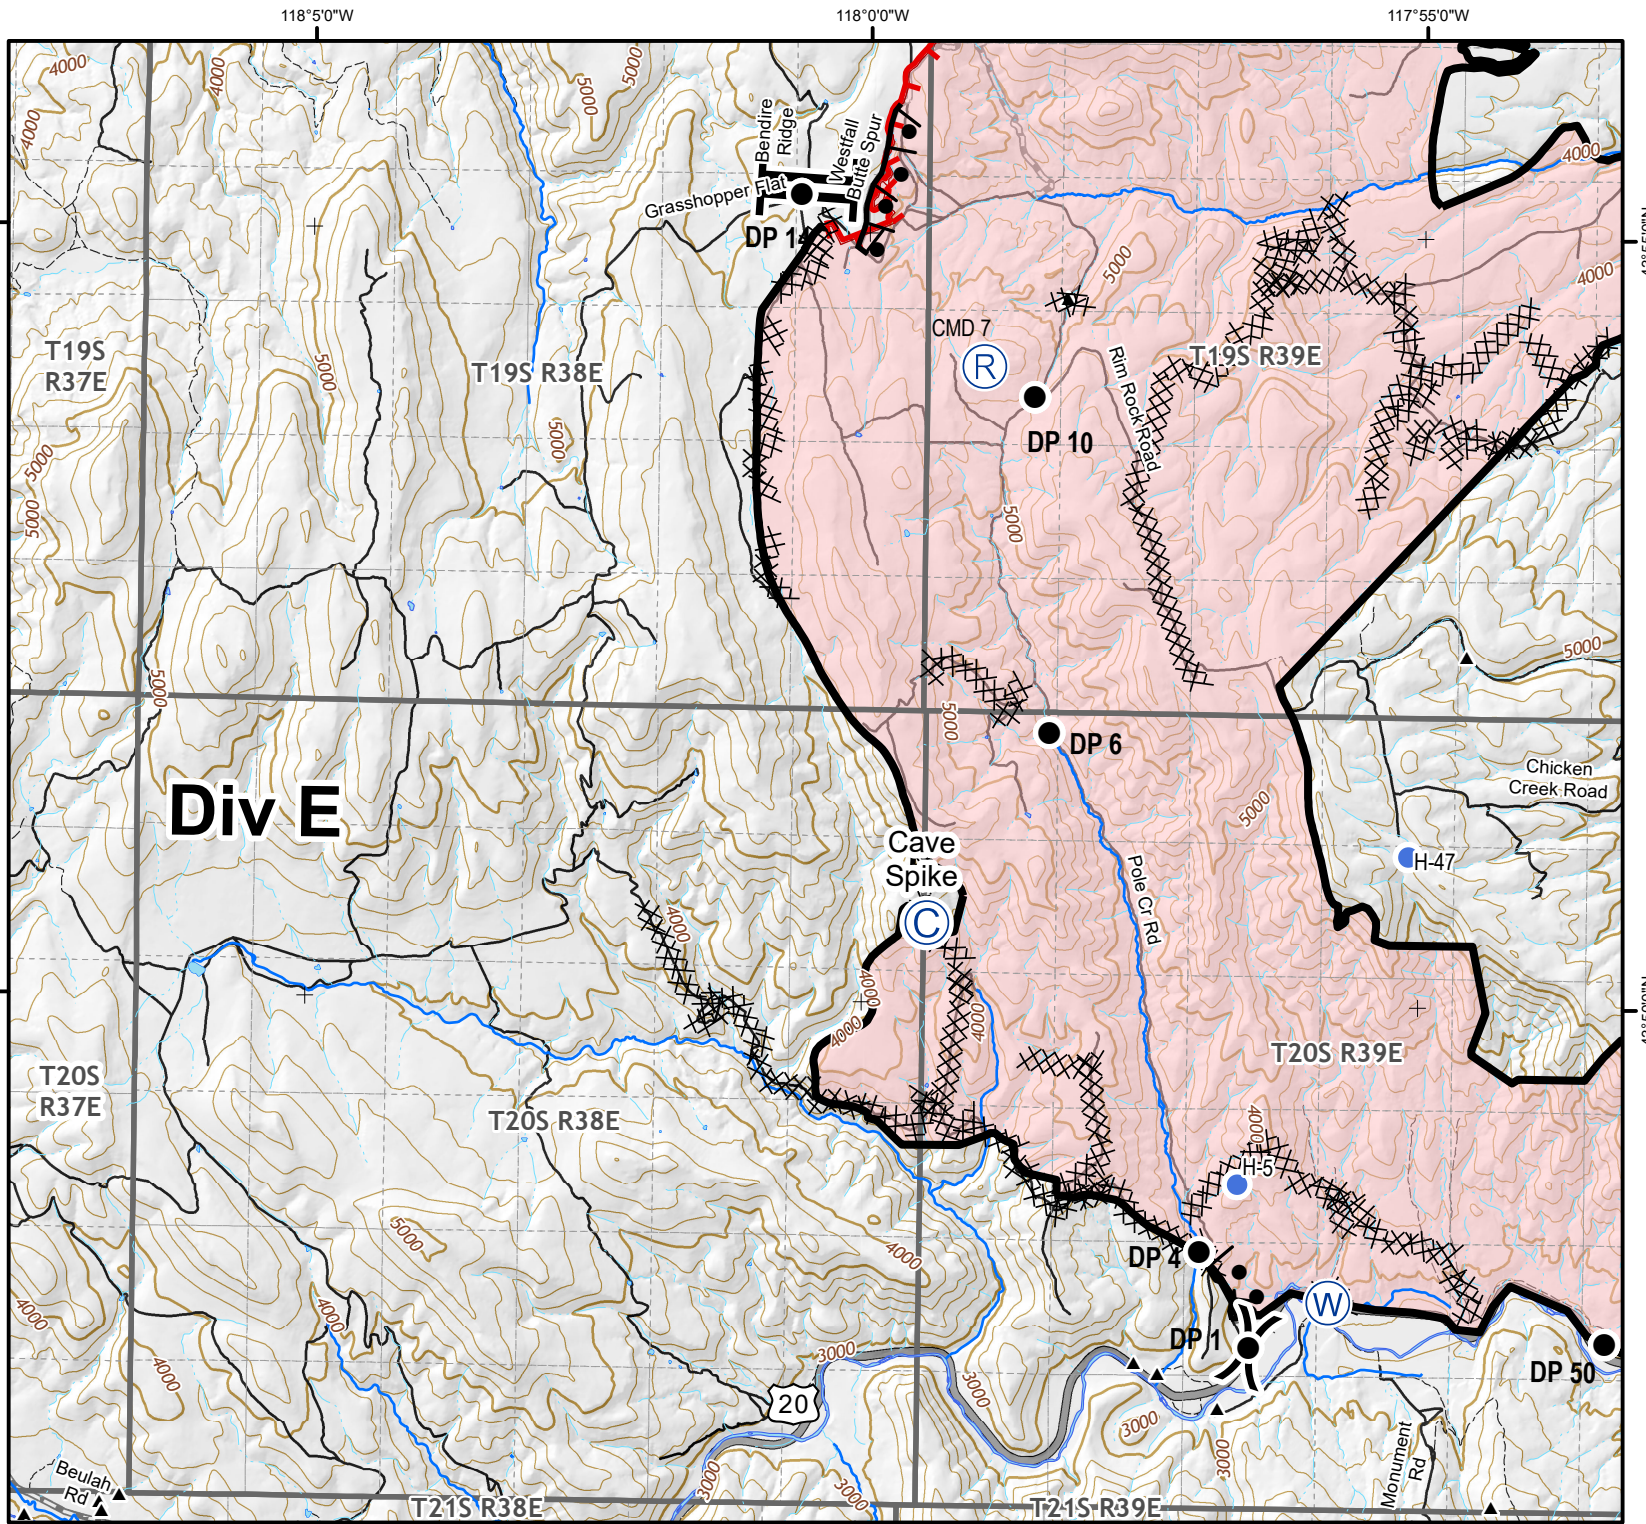 118°5'0"W
118°0'0"W
117°55'0"W
4000
4000
4000
5000
5000
Bendire
Ridge
Westfall
Butte Spur
Grasshopper Flat
DP 14
4000
4000
5000
CMD 7
R
T19S
R37E
T19S R38E
T19S R39E
5000
Rim Rock Road
DP 10
5000
5000
5000
5000
5000
5000
5000
DP 6
Chicken
Creek Road
Div E
5000
Cave
Spike
H-47
Pole Cr Rd
4000
C
4000
4000
4000
T20S R39E
T20S
R37E
T20S R38E
4000
H-5
5000
4000
DP 4
W
4000
4000
DP 1
3000
4000
DP 50
20
3000
3000
3000
Monument
Rd
Beulah
Rd
3000
3000
T21S R38E
T21S R39E